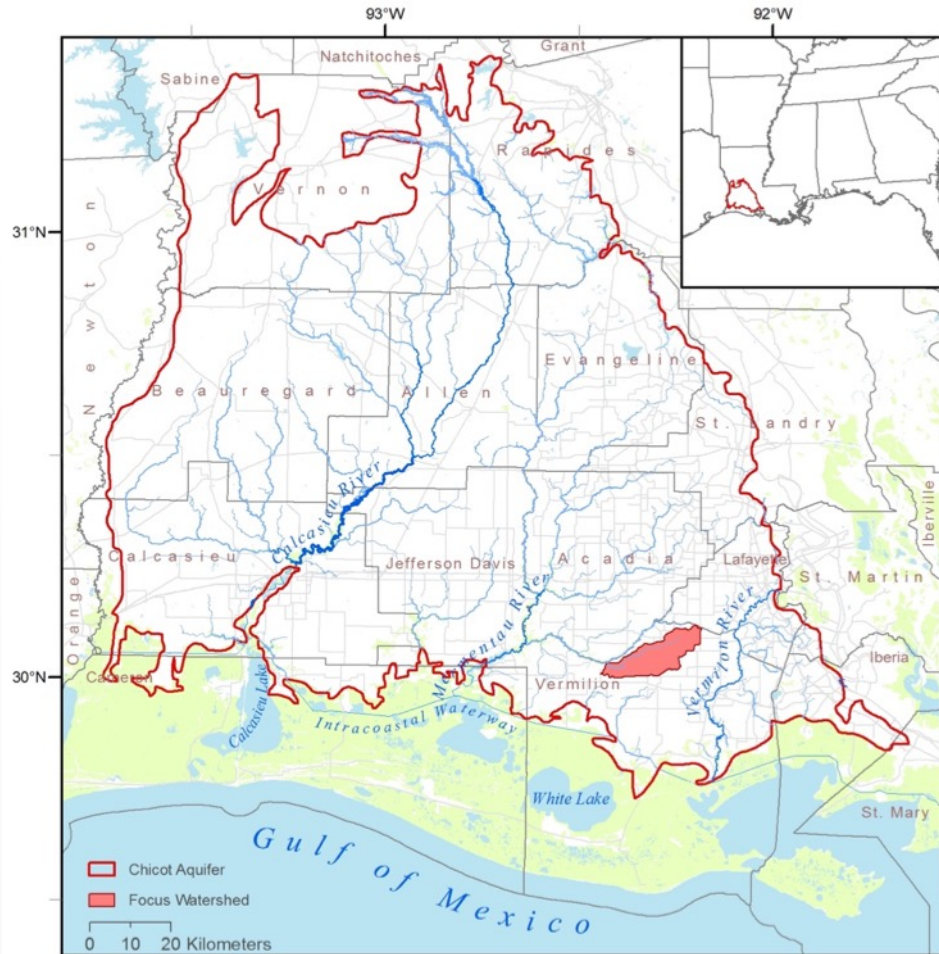 93°W
92°W
Grant
Natchitoches
Sabine
Rapides
Vernon
31°N
Newton
Evangeline
Beauregard
Allen
St. Landry
Calcasieu River
Iberville
Calcasieu
Jefferson Davis
Acadia
Lafayette
St. Martin
Orange
Mermentau River
Vermilion River
Iberia
30°N
Cameron
Vermilion
Calcasieu Lake
Intracoastal Waterway
White Lake
St. Mary
Gulf of Mexico
Chicot Aquifer
Focus Watershed
0 10 20 Kilometers